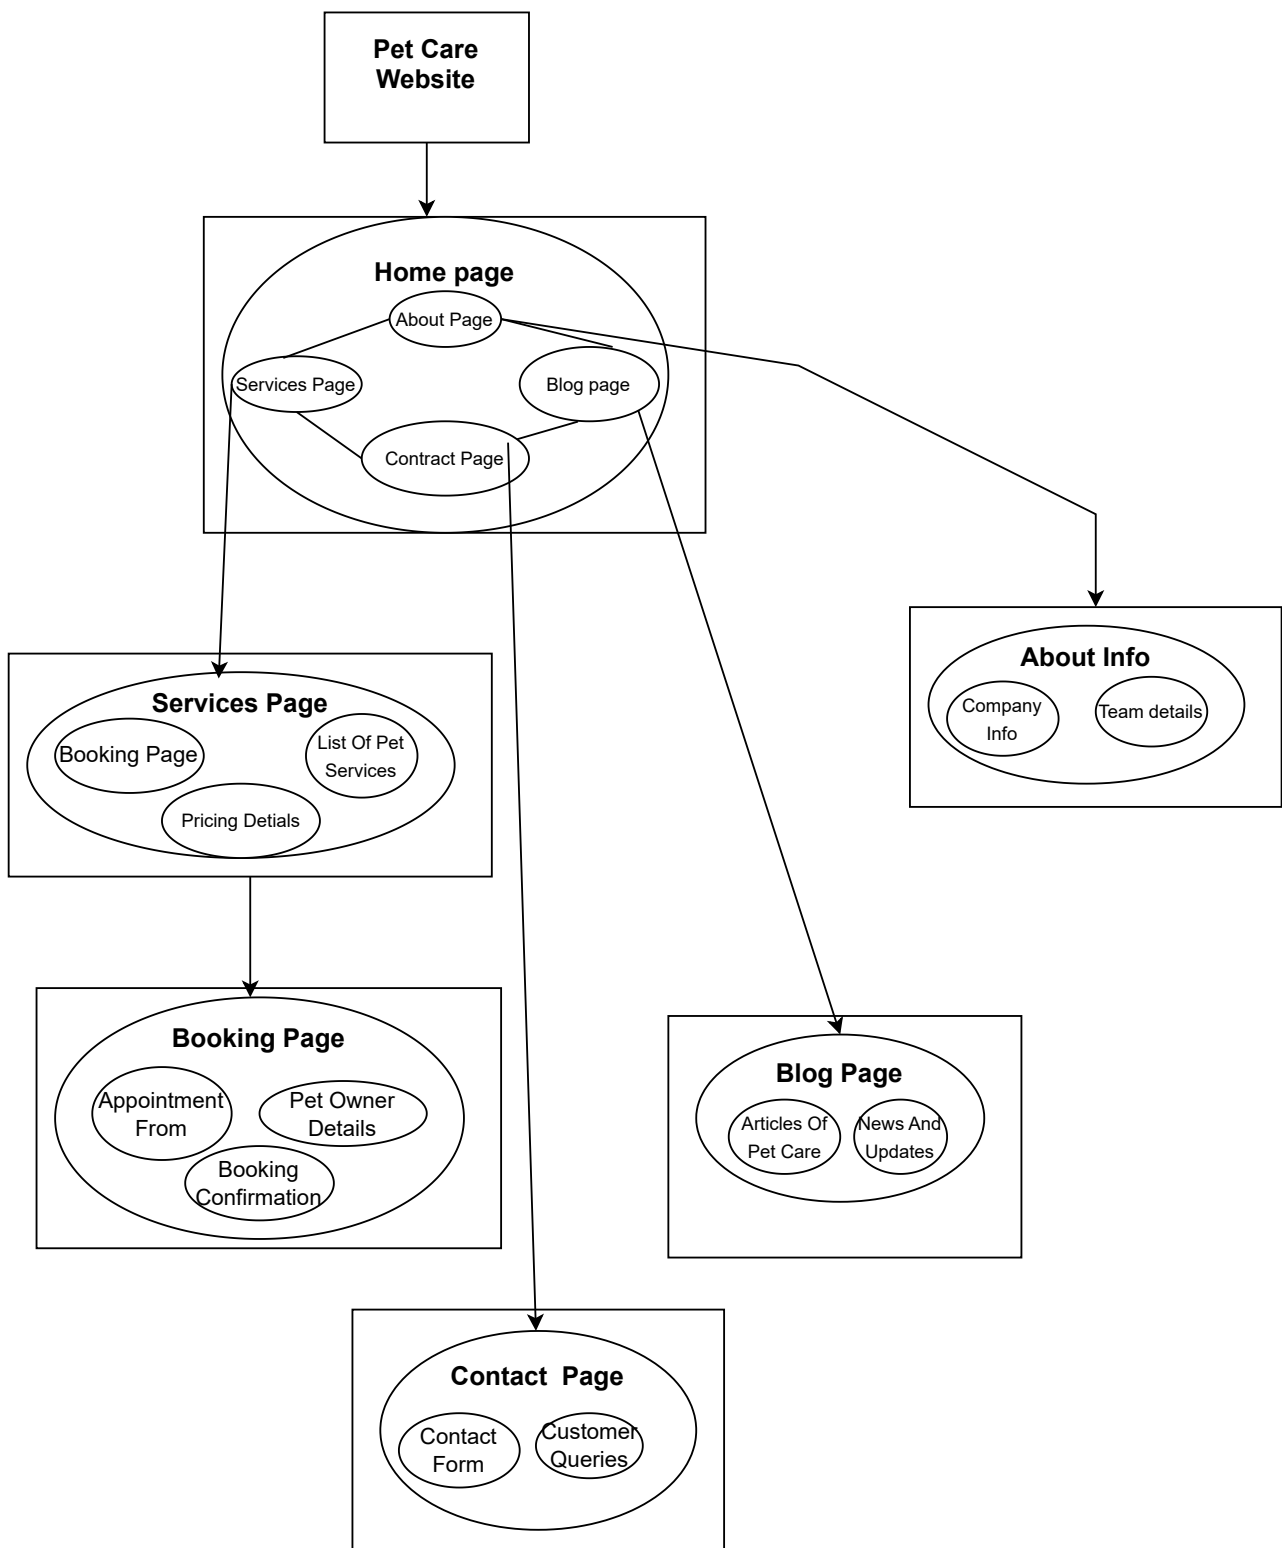 Pet Care
Website
Home page
About Page
Services Page
Blog page
Contract Page
About Info
Company
Info
Team details
Services Page
Booking Page
List Of Pet
Services
Pricing Detials
Booking Page
Appointment
From
Pet Owner
Details
Booking
Confirmation
Blog Page
Articles Of
Pet Care
News And
Updates
Contact  Page
Contact
Form
Customer
Queries